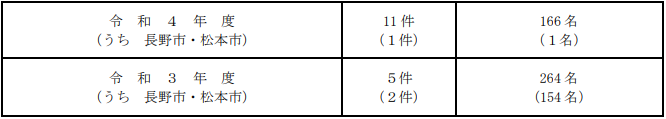 令 和 ４ 年 度 11件 166名
（うち 長野市・松本市） （１件） （１名）
令 和 ３ 年 度 ５件 264名
（うち 長野市・松本市） （２件） （154名）